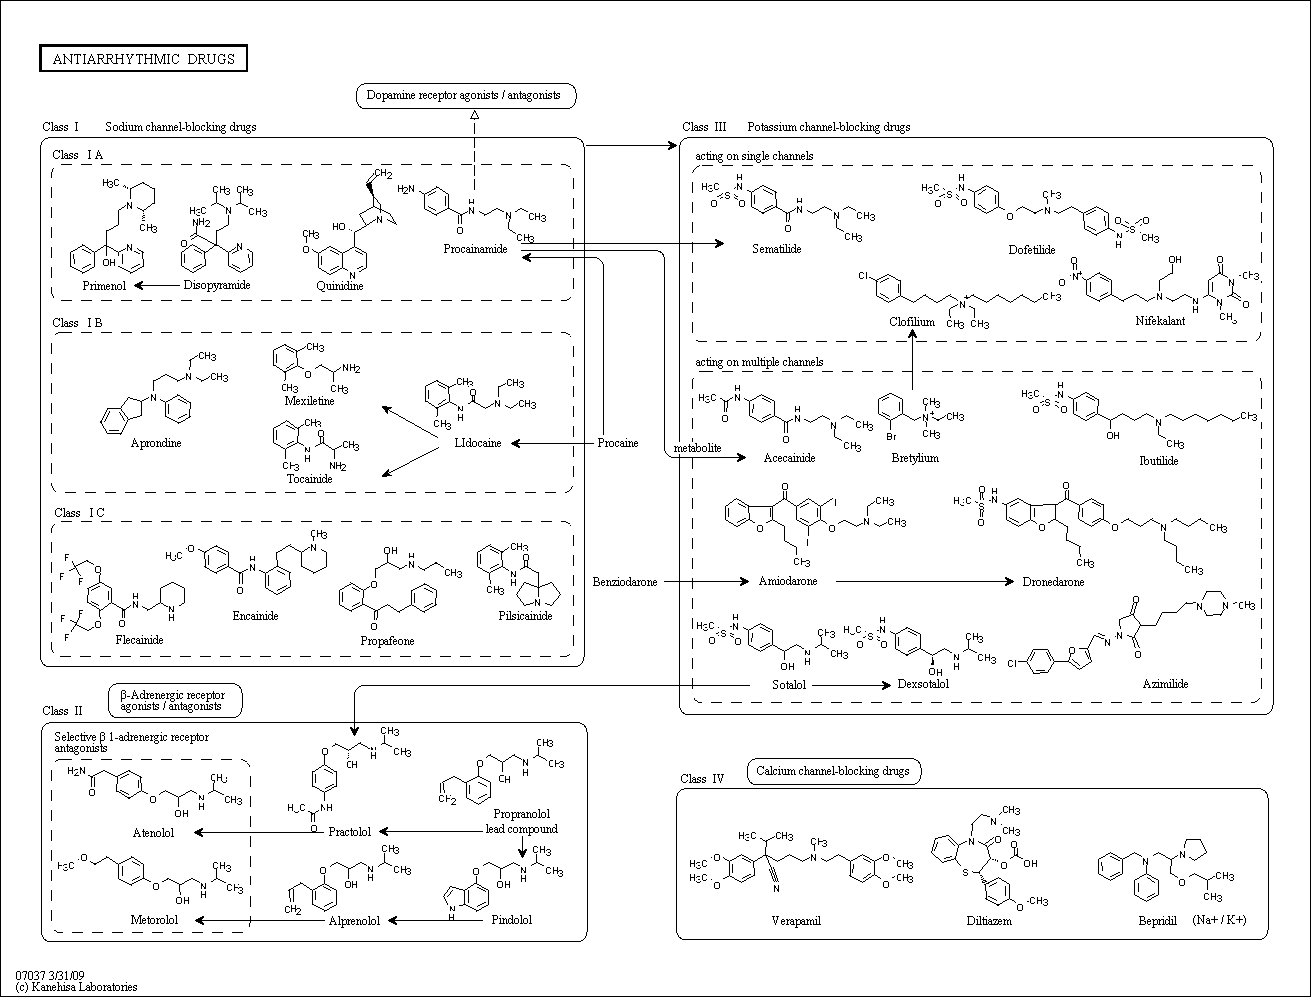 ANTIARRHYTHMIC DRUGS
Dopamine receptor agonists / antagonists
Class I Sodium channel-blocking drugs
Class I A
Primenol
Disopyramide
Quinidine
Procainamide
Class I B
Aprondine
Mexiletine
Tocainide
LIdocaine
Procaine
Class I C
Flecainide
Encainide
Propafeone
Pilsicainide
Class III Potassium channel-blocking drugs
acting on single channels
Sematilide
Dofetilide
Clofilium
Nifekalant
acting on multiple channels
metabolite
Acecainide
Bretylium
Ibutilide
Benziodarone
Amiodarone
Dronedarone
Sotalol
Dexsotalol
Azimilide
β-Adrenergic receptor
agonists / antagonists
Class II
Selective β 1-adrenergic receptor
antagonists
Atenolol
Practolol
Propranolol
lead compound
Metorolol
Alprenolol
Pindolol
Class IV
Calcium channel-blocking drugs
Verapamil
Diltiazem
Bepridil (Na+ / K+)
07037 3/31/09
(c) Kanehisa Laboratories